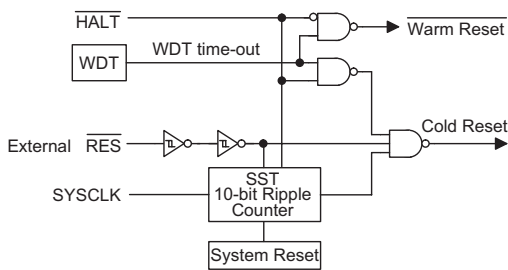 HALT
Warm Reset
WDT time-out
WDT
Cold Reset
External RES
SST
10-bit Ripple
Counter
SYSCLK
System Reset